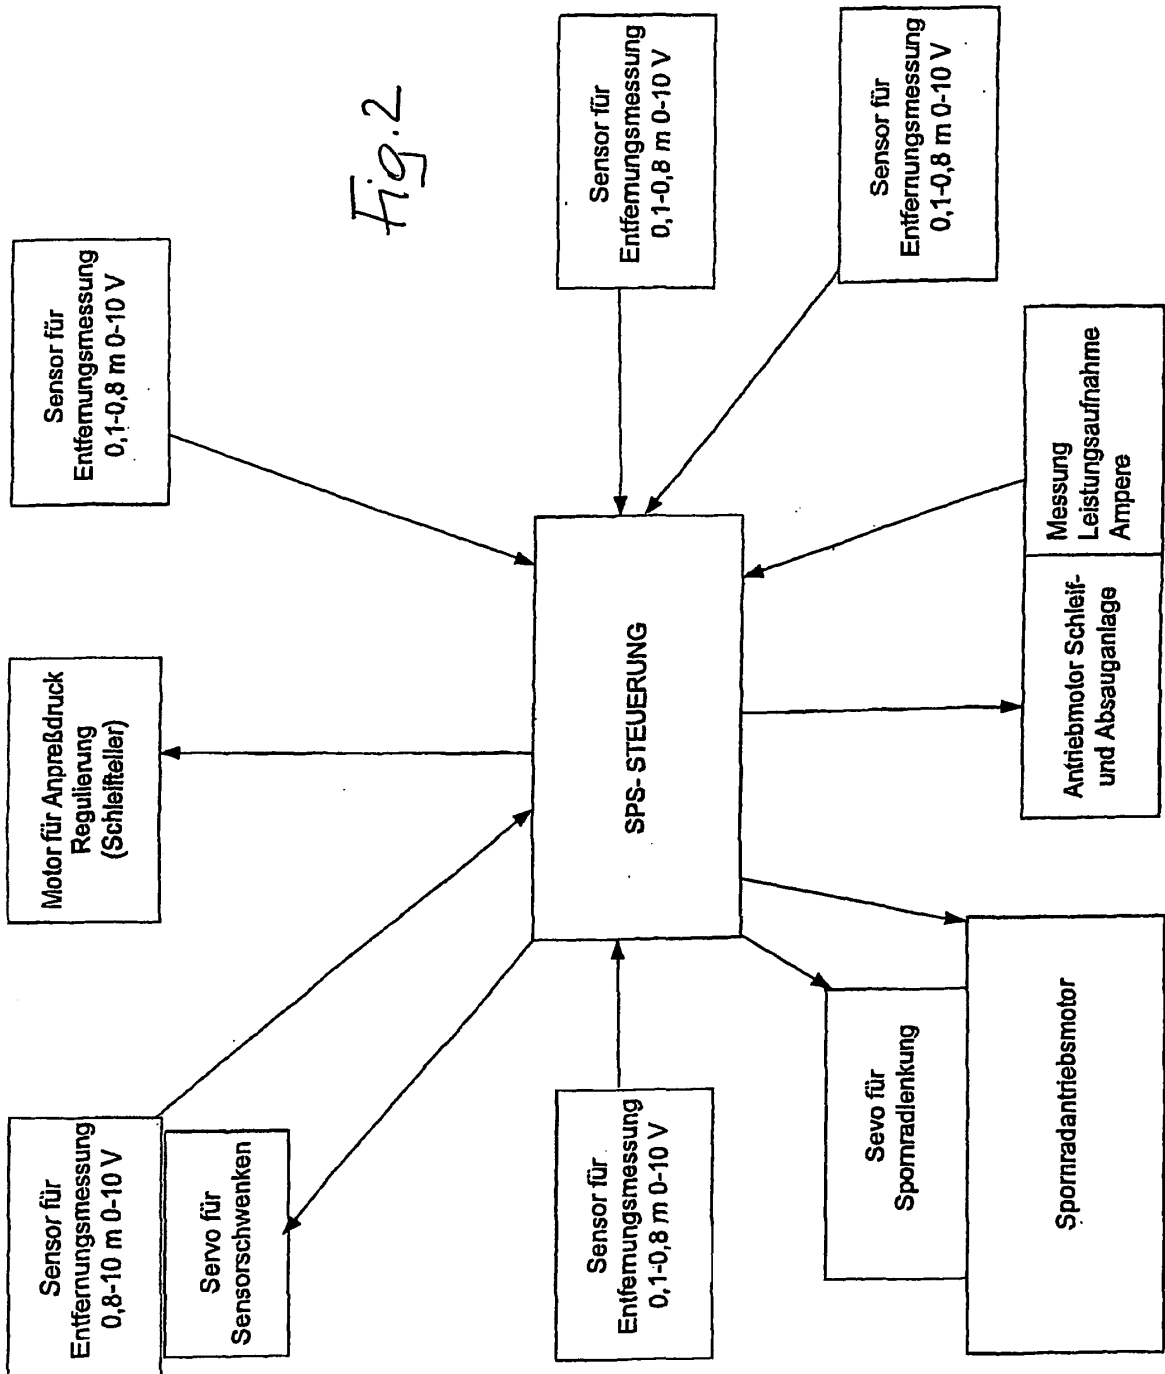 Sensor für
Entfernungsmessung
0,8-10 m 0-10 V
Servo für
Sensorschwenken
Motor für Anpreßdruck
Regulierung
(Schleifteller)
Sensor für
Entfernungsmessung
0,1-0,8 m 0-10 V
Fig.2
Sensor für
Entfernungsmessung
0,1-0,8 m 0-10 V
SPS- STEUERUNG
Sensor für
Entfernungsmessung
0,1-0,8 m 0-10 V
Sensor für
Entfernungsmessung
0,1-0,8 m 0-10 V
Sevo für
Spornradlenkung
Spornradantriebsmotor
Antriebmotor Schleif-
und Absauganlage
Messung
Leistungsaufnahme
Ampere